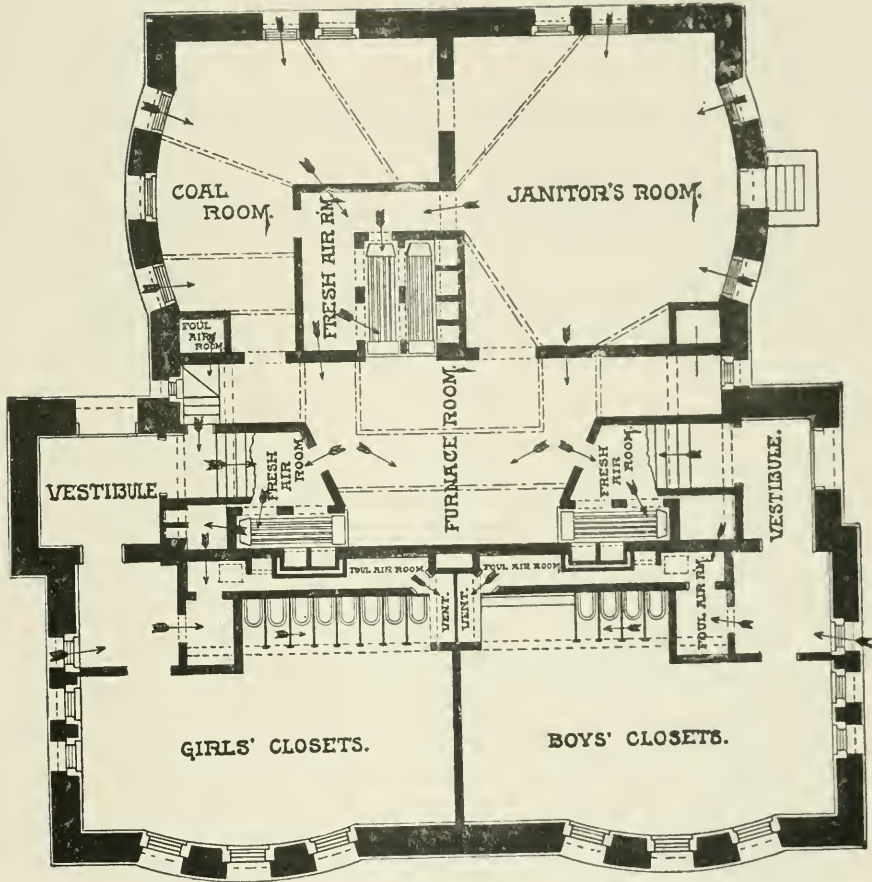 COAL
ROOM.
JANITOR'S ROOM.
FRESH AIR RM.
FOUL
AIR
ROOM
FURNACE ROOM.
FRESH
AIR
ROOM.
FRESH
AIR
ROOM.
VESTIBULE
VESTIBULE.
FOUL AIR ROOM
FOUL AIR ROOM
VENT.
VENT.
FOUL AIR RM.
GIRLS' CLOSETS.
BOYS' CLOSETS.